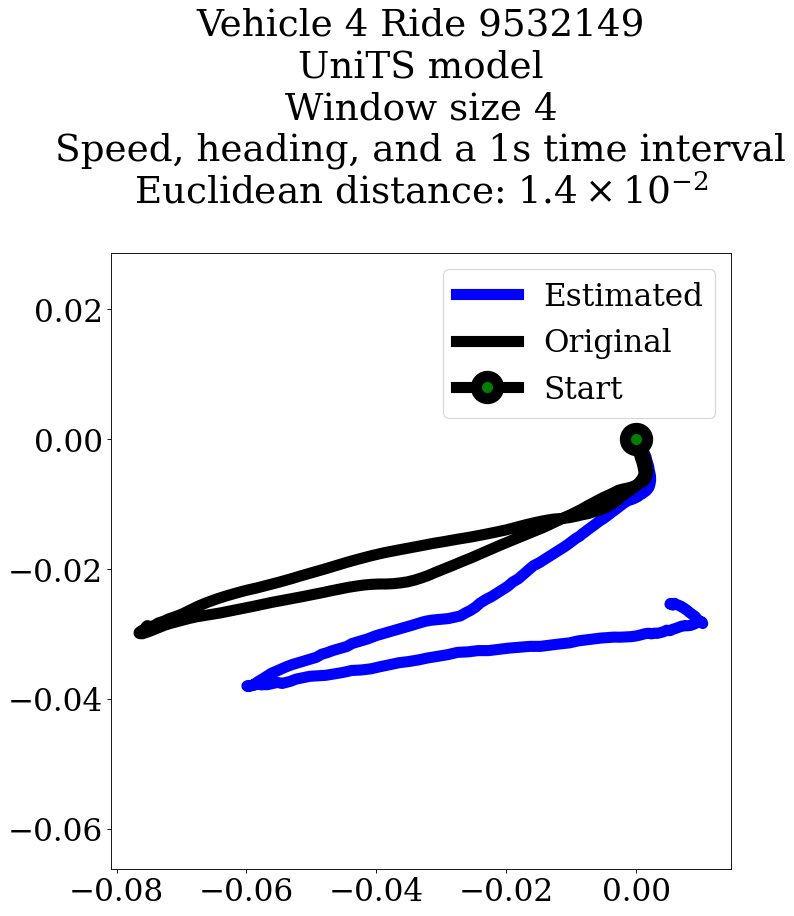 Vehicle 4 Ride 9532149
UniTS model
Window size 4
Speed, heading, and a 1s time interval
Euclidean distance: 1.4 × 10⁻²
Estimated
Original
Start
0.02
0.00
−0.02
−0.04
−0.06
−0.08
−0.06
−0.04
−0.02
0.00